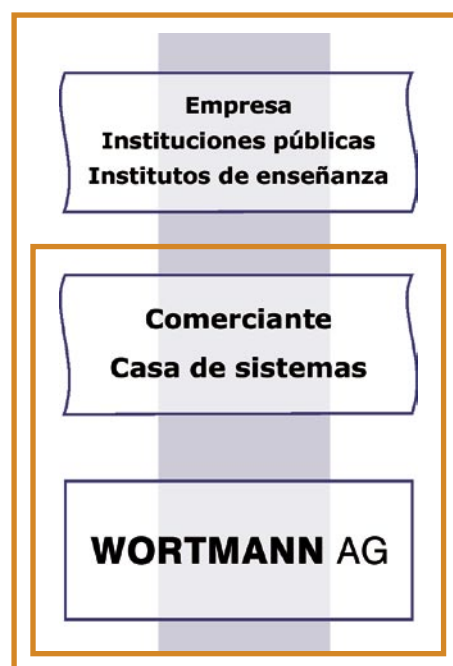 Empresa
Instituciones públicas
Institutos de enseñanza
Comerciante
Casa de sistemas
WORTMANN AG